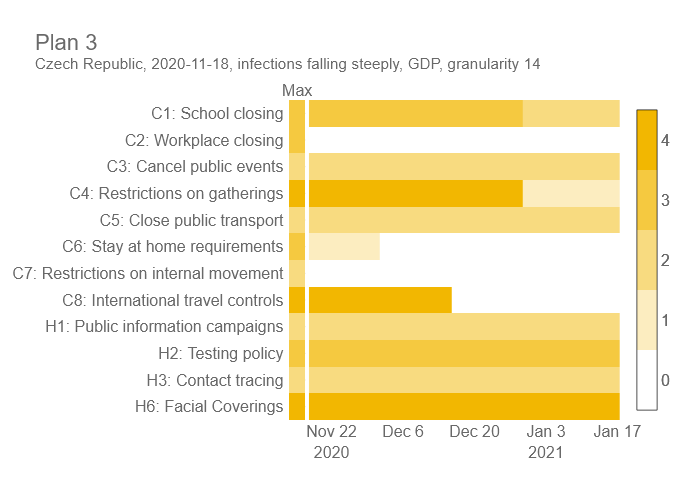 Plan 3
Czech Republic, 2020-11-18, infections falling steeply, GDP, granularity 14
Max
C1: School closing
C2: Workplace closing
C3: Cancel public events
C4: Restrictions on gatherings
C5: Close public transport
C6: Stay at home requirements
C7: Restrictions on internal movement
C8: International travel controls
H1: Public information campaigns
H2: Testing policy
H3: Contact tracing
H6: Facial Coverings
4
3
2
1
0
Nov 22 Dec 6 Dec 20 Jan 3 Jan 17
2020 2021